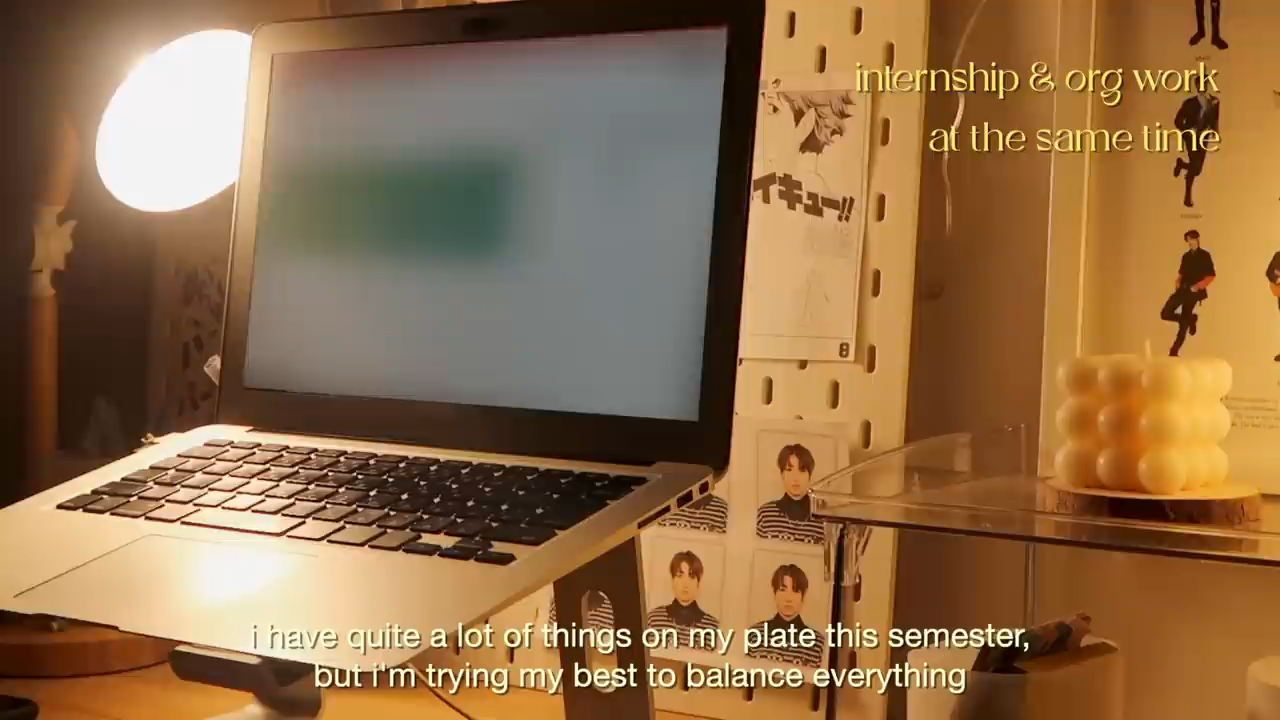 internship & org work
at the same time
イキュー!!
8
i have quite a lot of things on my plate this semester,
but i'm trying my best to balance everything